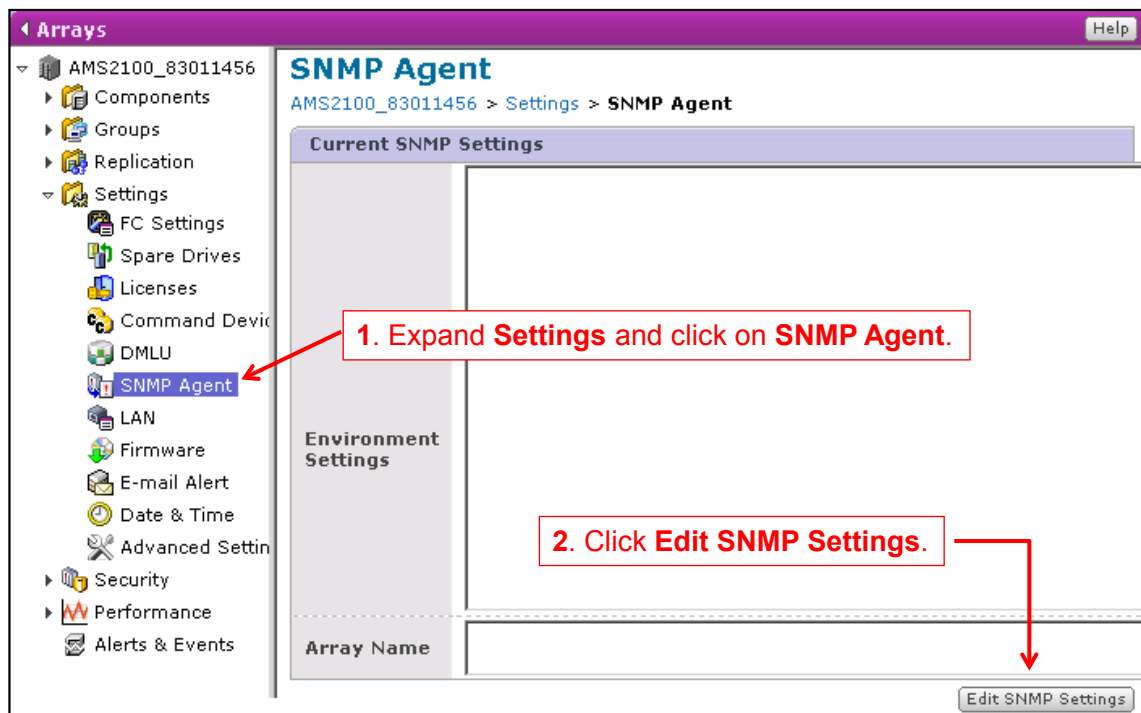 Arrays
Help
AMS2100_83011456
Components
Groups
Replication
Settings
FC Settings
Spare Drives
Licenses
Command Devic
DMLU
SNMP Agent
LAN
Firmware
E-mail Alert
Date & Time
Advanced Settin
Security
Performance
Alerts & Events
SNMP Agent
AMS2100_83011456 > Settings > SNMP Agent
Current SNMP Settings
Environment
Settings
Array Name
1. Expand Settings and click on SNMP Agent.
2. Click Edit SNMP Settings.
Edit SNMP Settings